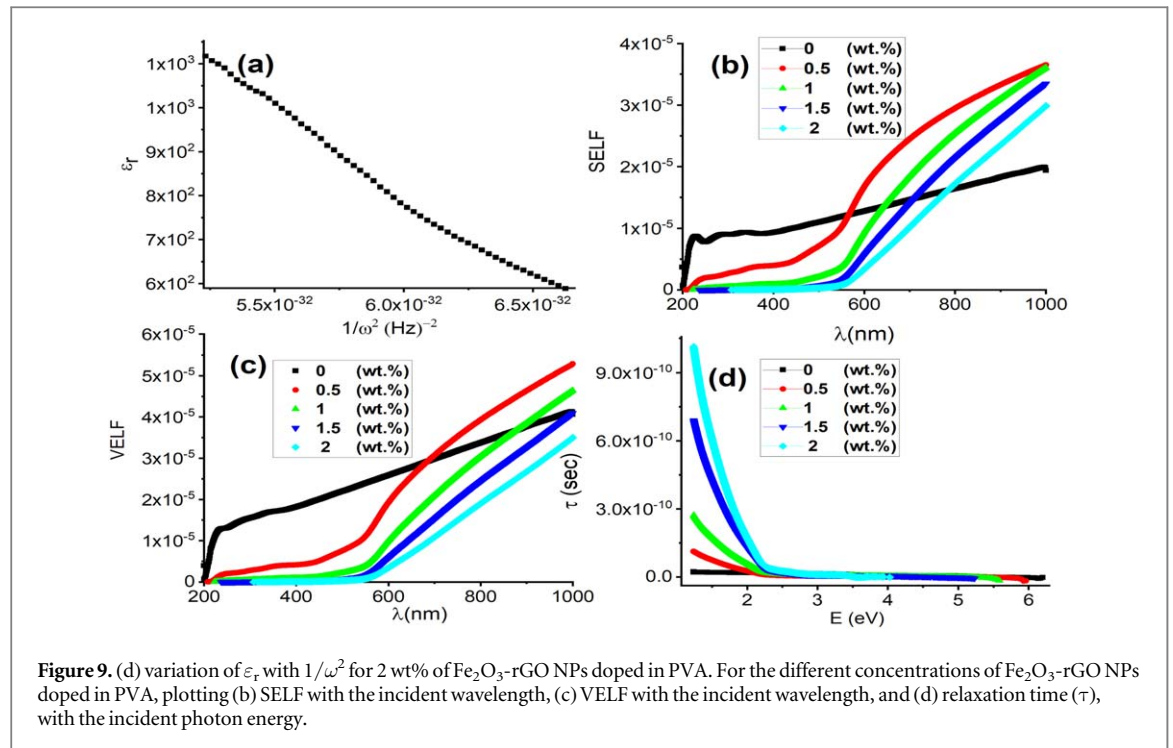 (a)
1x10³
1x10³
9x10²
8x10²
7x10²
6x10²
εr
5.5x10⁻³²
6.0x10⁻³²
6.5x10⁻³²
1/ω² (Hz)⁻²
(b)
0 (wt.%)
0.5 (wt.%)
1 (wt.%)
1.5 (wt.%)
2 (wt.%)
4x10⁻⁵
3x10⁻⁵
2x10⁻⁵
1x10⁻⁵
0
SELF
200 400 600 800 1000
λ(nm)
(c)
0 (wt.%)
0.5 (wt.%)
1 (wt.%)
1.5 (wt.%)
2 (wt.%)
6x10⁻⁵
5x10⁻⁵
4x10⁻⁵
3x10⁻⁵
2x10⁻⁵
1x10⁻⁵
0
VELF
200 400 600 800 1000
λ(nm)
(d)
0 (wt.%)
0.5 (wt.%)
1 (wt.%)
1.5 (wt.%)
2 (wt.%)
9.0x10⁻¹⁰
6.0x10⁻¹⁰
3.0x10⁻¹⁰
0.0
τ (sec)
2 3 4 5 6
E (eV)
Figure 9. (d) variation of εr with 1/ω² for 2 wt% of Fe₂O₃-rGO NPs doped in PVA. For the different concentrations of Fe₂O₃-rGO NPs
doped in PVA, plotting (b) SELF with the incident wavelength, (c) VELF with the incident wavelength, and (d) relaxation time (τ),
with the incident photon energy.